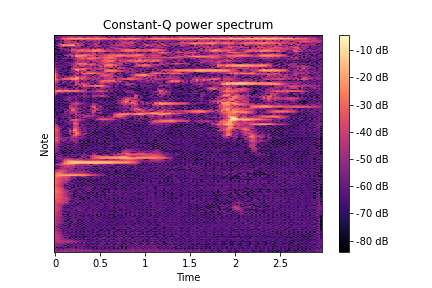 Constant-Q power spectrum
Note
-10 dB
-20 dB
-30 dB
-40 dB
-50 dB
-60 dB
-70 dB
-80 dB
0 0.5 1 1.5 2 2.5
Time